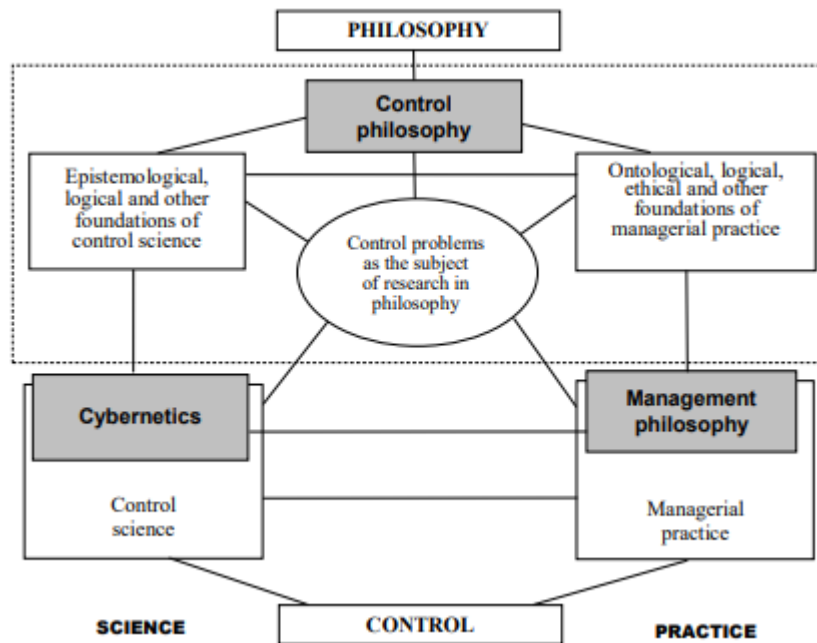 PHILOSOPHY
Control
philosophy
Epistemological,
logical and other
foundations of
control science
Ontological, logical,
ethical and other
foundations of
managerial practice
Control problems
as the subject
of research in
philosophy
Cybernetics
Management
philosophy
Control
science
Managerial
practice
SCIENCE
CONTROL
PRACTICE